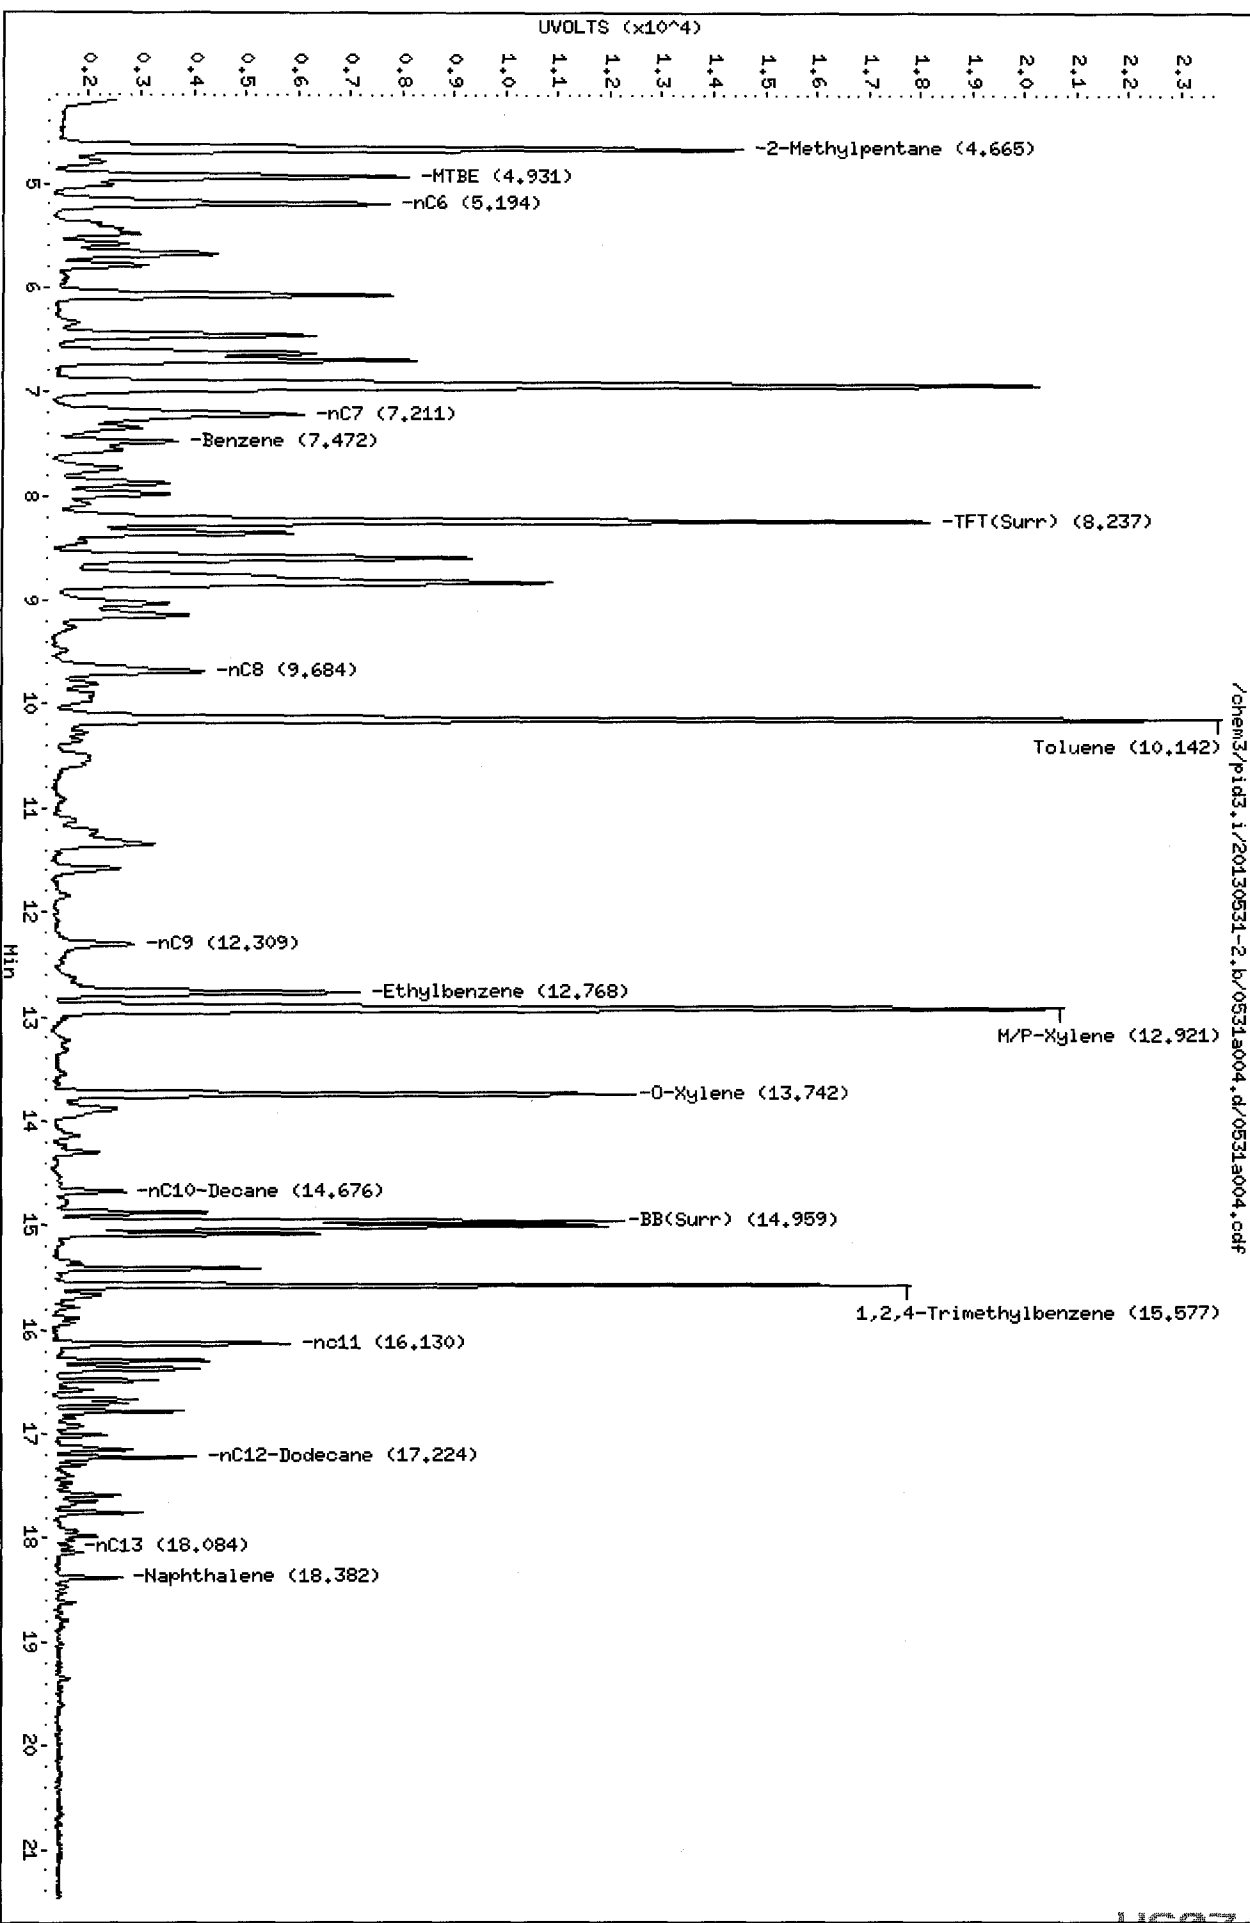 UVOLTS (x10^4)
0.2
0.3
0.4
0.5
0.6
0.7
0.8
0.9
1.0
1.1
1.2
1.3
1.4
1.5
1.6
1.7
1.8
1.9
2.0
2.1
2.2
2.3
/chem3/pid3.i/20130531-2.b/0531a004.d/0531a004.cdf
-2-Methylpentane (4.665)
-MTBE (4.931)
-nC6 (5.194)
-nC7 (7.211)
-Benzene (7.472)
-TFT(Surr) (8.237)
-nC8 (9.684)
Toluene (10.142)
-nC9 (12.309)
-Ethylbenzene (12.768)
M/P-Xylene (12.921)
-O-Xylene (13.742)
-nC10-Decane (14.676)
-BB(Surr) (14.959)
1,2,4-Trimethylbenzene (15.577)
-nc11 (16.130)
-nC12-Dodecane (17.224)
-nC13 (18.084)
-Naphthalene (18.382)
5
6
7
8
9
10
11
12
13
14
15
16
17
18
19
20
21
Min